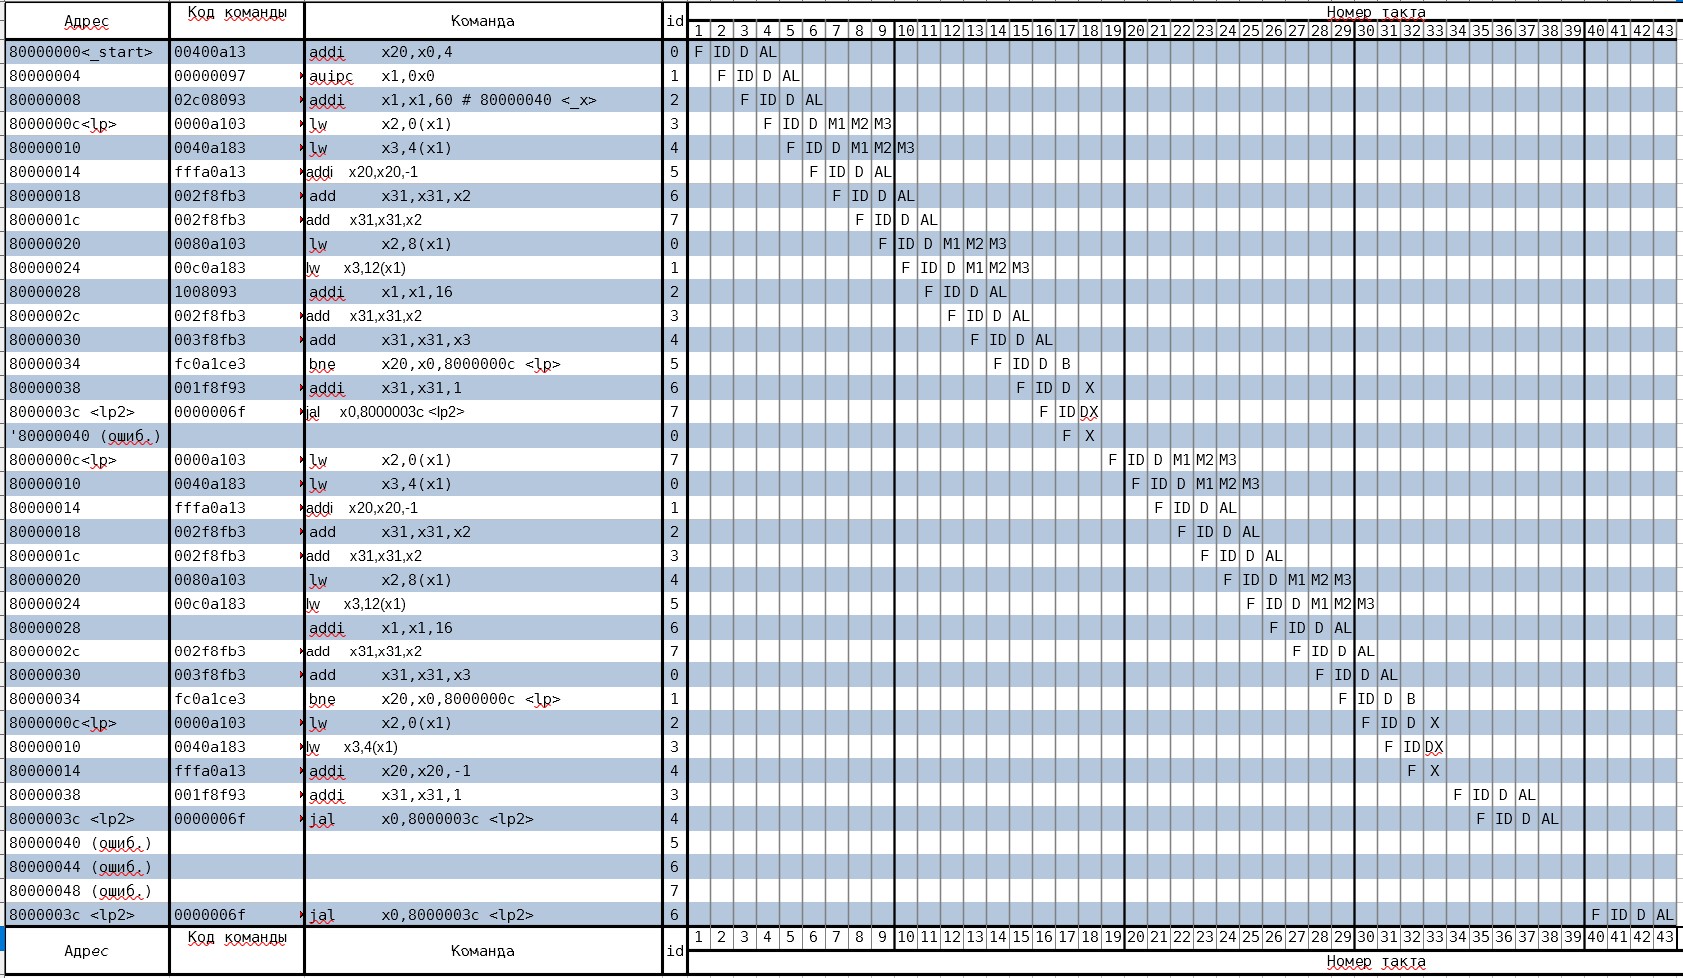 Адрес Код команды Команда id Номер такта
1 2 3 4 5 6 7 8 9 10 11 12 13 14 15 16 17 18 19 20 21 22 23 24 25 26 27 28 29 30 31 32 33 34 35 36 37 38 39 40 41 42 43
80000000<_start> 00400a13 addi x20,x0,4 0 F ID D AL
80000004 00000097 auipc x1,0x0 1 F ID D AL
80000008 02c08093 addi x1,x1,60 # 80000040 <_x> 2 F ID D AL
8000000c<lp> 0000a103 lw x2,0(x1) 3 F ID D M1 M2 M3
80000010 0040a183 lw x3,4(x1) 4 F ID D M1 M2 M3
80000014 fffa0a13 addi x20,x20,-1 5 F ID D AL
80000018 002f8fb3 add x31,x31,x2 6 F ID D AL
8000001c 002f8fb3 add x31,x31,x2 7 F ID D AL
80000020 0080a103 lw x2,8(x1) 0 F ID D M1 M2 M3
80000024 00c0a183 lw x3,12(x1) 1 F ID D M1 M2 M3
80000028 1008093 addi x1,x1,16 2 F ID D AL
8000002c 002f8fb3 add x31,x31,x2 3 F ID D AL
80000030 003f8fb3 add x31,x31,x3 4 F ID D AL
80000034 fc0a1ce3 bne x20,x0,8000000c <lp> 5 F ID D B
80000038 001f8f93 addi x31,x31,1 6 F ID D X
8000003c <lp2> 0000006f jal x0,8000003c <lp2> 7 F ID DX
'80000040 (ошиб.) 0 F X
8000000c<lp> 0000a103 lw x2,0(x1) 7 F ID D M1 M2 M3
80000010 0040a183 lw x3,4(x1) 0 F ID D M1 M2 M3
80000014 fffa0a13 addi x20,x20,-1 1 F ID D AL
80000018 002f8fb3 add x31,x31,x2 2 F ID D AL
8000001c 002f8fb3 add x31,x31,x2 3 F ID D AL
80000020 0080a103 lw x2,8(x1) 4 F ID D M1 M2 M3
80000024 00c0a183 lw x3,12(x1) 5 F ID D M1 M2 M3
80000028 addi x1,x1,16 6 F ID D AL
8000002c 002f8fb3 add x31,x31,x2 7 F ID D AL
80000030 003f8fb3 add x31,x31,x3 0 F ID D AL
80000034 fc0a1ce3 bne x20,x0,8000000c <lp> 1 F ID D B
8000000c<lp> 0000a103 lw x2,0(x1) 2 F ID D X
80000010 0040a183 lw x3,4(x1) 3 F ID DX
80000014 fffa0a13 addi x20,x20,-1 4 F X
80000038 001f8f93 addi x31,x31,1 3 F ID D AL
8000003c <lp2> 0000006f jal x0,8000003c <lp2> 4 F ID D AL
80000040 (ошиб.) 5
80000044 (ошиб.) 6
80000048 (ошиб.) 7
8000003c <lp2> 0000006f jal x0,8000003c <lp2> 6 F ID D AL
Адрес Код команды Команда id 1 2 3 4 5 6 7 8 9 10 11 12 13 14 15 16 17 18 19 20 21 22 23 24 25 26 27 28 29 30 31 32 33 34 35 36 37 38 39 40 41 42 43
Номер такта